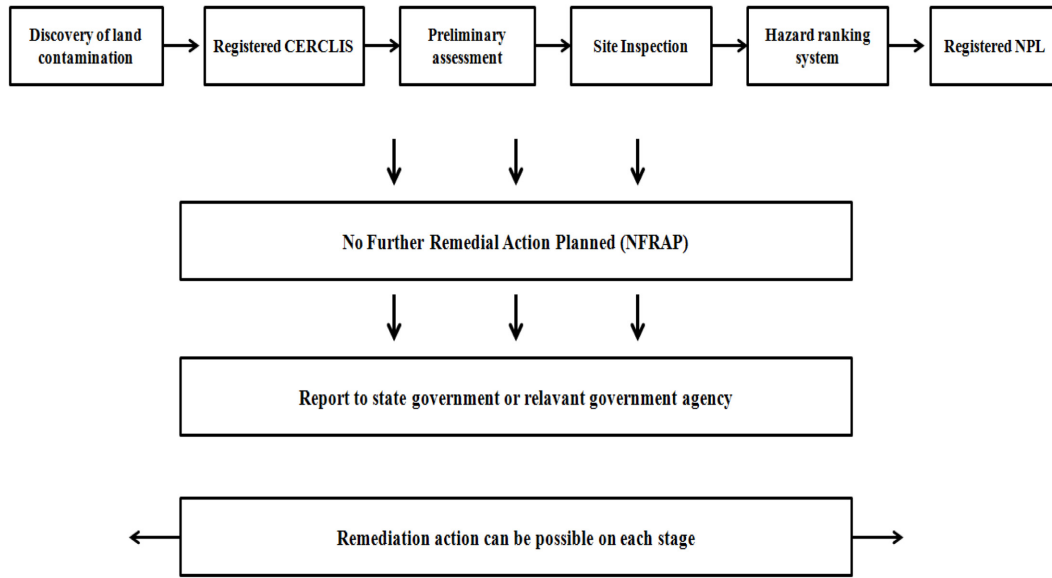 Discovery of land
contamination
Registered CERCLIS
Preliminary
assessment
Site Inspection
Hazard ranking
system
Registered NPL
No Further Remedial Action Planned (NFRAP)
Report to state government or relavant government agency
Remediation action can be possible on each stage